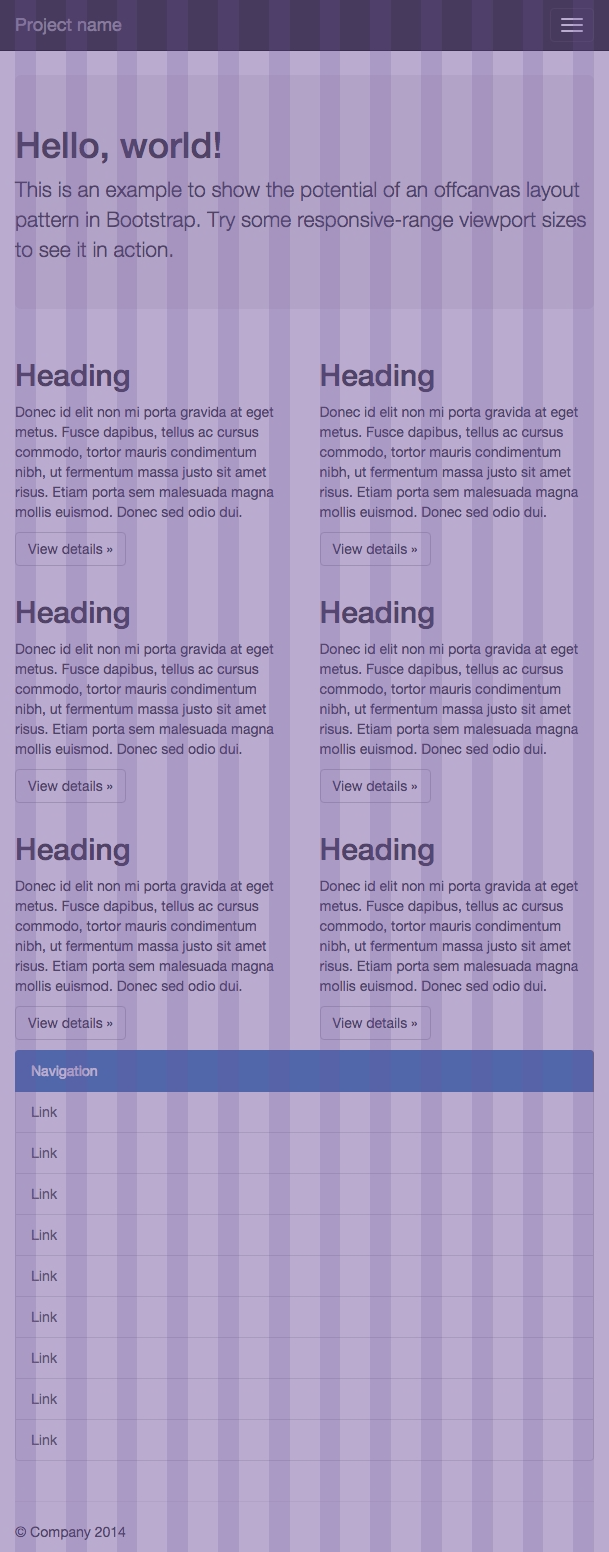 Project name
Hello, world!
This is an example to show the potential of an offcanvas layout
pattern in Bootstrap. Try some responsive-range viewport sizes
to see it in action.
Heading
Donec id elit non mi porta gravida at eget
metus. Fusce dapibus, tellus ac cursus
commodo, tortor mauris condimentum
nibh, ut fermentum massa justo sit amet
risus. Etiam porta sem malesuada magna
mollis euismod. Donec sed odio dui.
View details »
Heading
Donec id elit non mi porta gravida at eget
metus. Fusce dapibus, tellus ac cursus
commodo, tortor mauris condimentum
nibh, ut fermentum massa justo sit amet
risus. Etiam porta sem malesuada magna
mollis euismod. Donec sed odio dui.
View details »
Heading
Donec id elit non mi porta gravida at eget
metus. Fusce dapibus, tellus ac cursus
commodo, tortor mauris condimentum
nibh, ut fermentum massa justo sit amet
risus. Etiam porta sem malesuada magna
mollis euismod. Donec sed odio dui.
View details »
Heading
Donec id elit non mi porta gravida at eget
metus. Fusce dapibus, tellus ac cursus
commodo, tortor mauris condimentum
nibh, ut fermentum massa justo sit amet
risus. Etiam porta sem malesuada magna
mollis euismod. Donec sed odio dui.
View details »
Heading
Donec id elit non mi porta gravida at eget
metus. Fusce dapibus, tellus ac cursus
commodo, tortor mauris condimentum
nibh, ut fermentum massa justo sit amet
risus. Etiam porta sem malesuada magna
mollis euismod. Donec sed odio dui.
View details »
Heading
Donec id elit non mi porta gravida at eget
metus. Fusce dapibus, tellus ac cursus
commodo, tortor mauris condimentum
nibh, ut fermentum massa justo sit amet
risus. Etiam porta sem malesuada magna
mollis euismod. Donec sed odio dui.
View details »
Navigation
Link
Link
Link
Link
Link
Link
Link
Link
Link
© Company 2014